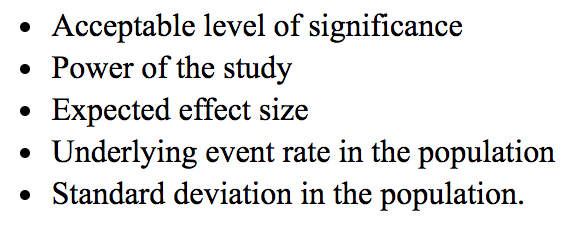 • Acceptable level of significance
• Power of the study
• Expected effect size
• Underlying event rate in the population
• Standard deviation in the population.